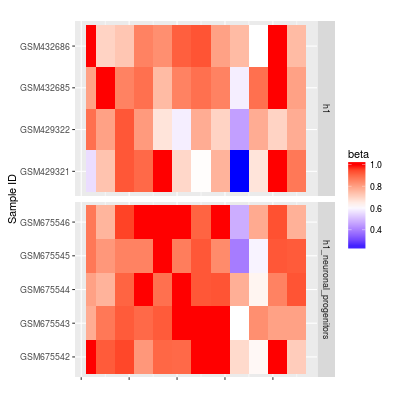 GSM432686
GSM432685
GSM429322
GSM429321
h1
GSM675546
GSM675545
GSM675544
GSM675543
GSM675542
h1_neuronal_progenitors
Sample ID
beta
1.0
0.8
0.6
0.4